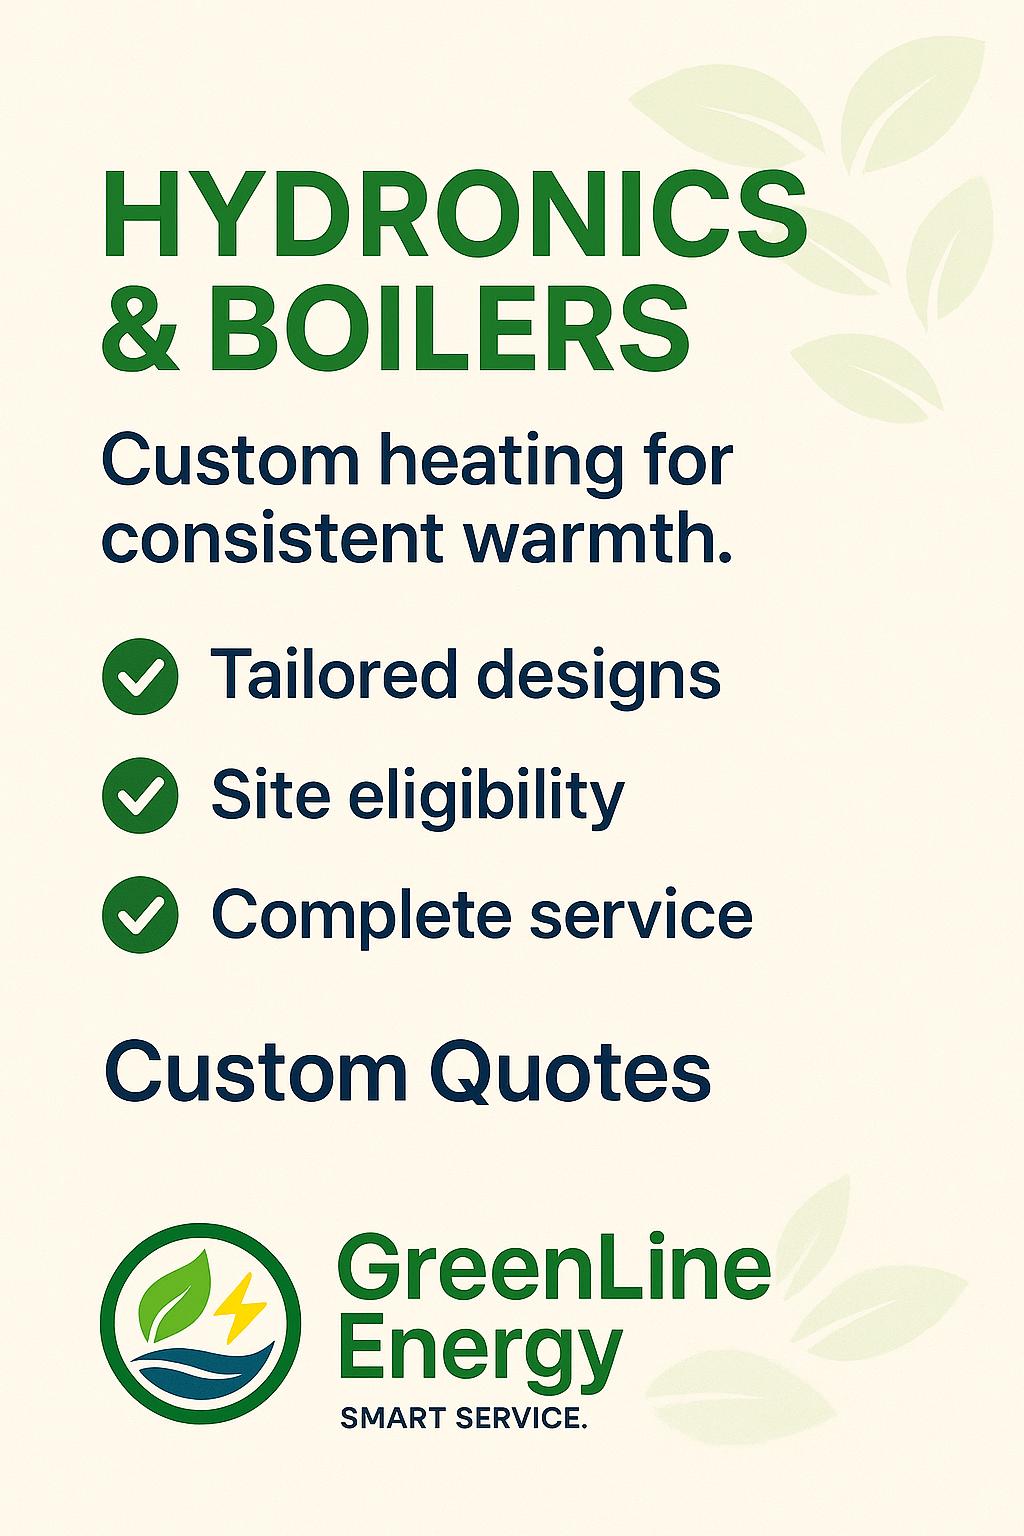 HYDRONICS
& BOILERS
Custom heating for
consistent warmth.
Tailored designs
Site eligibility
Complete service
Custom Quotes
GreenLine
Energy
SMART SERVICE.